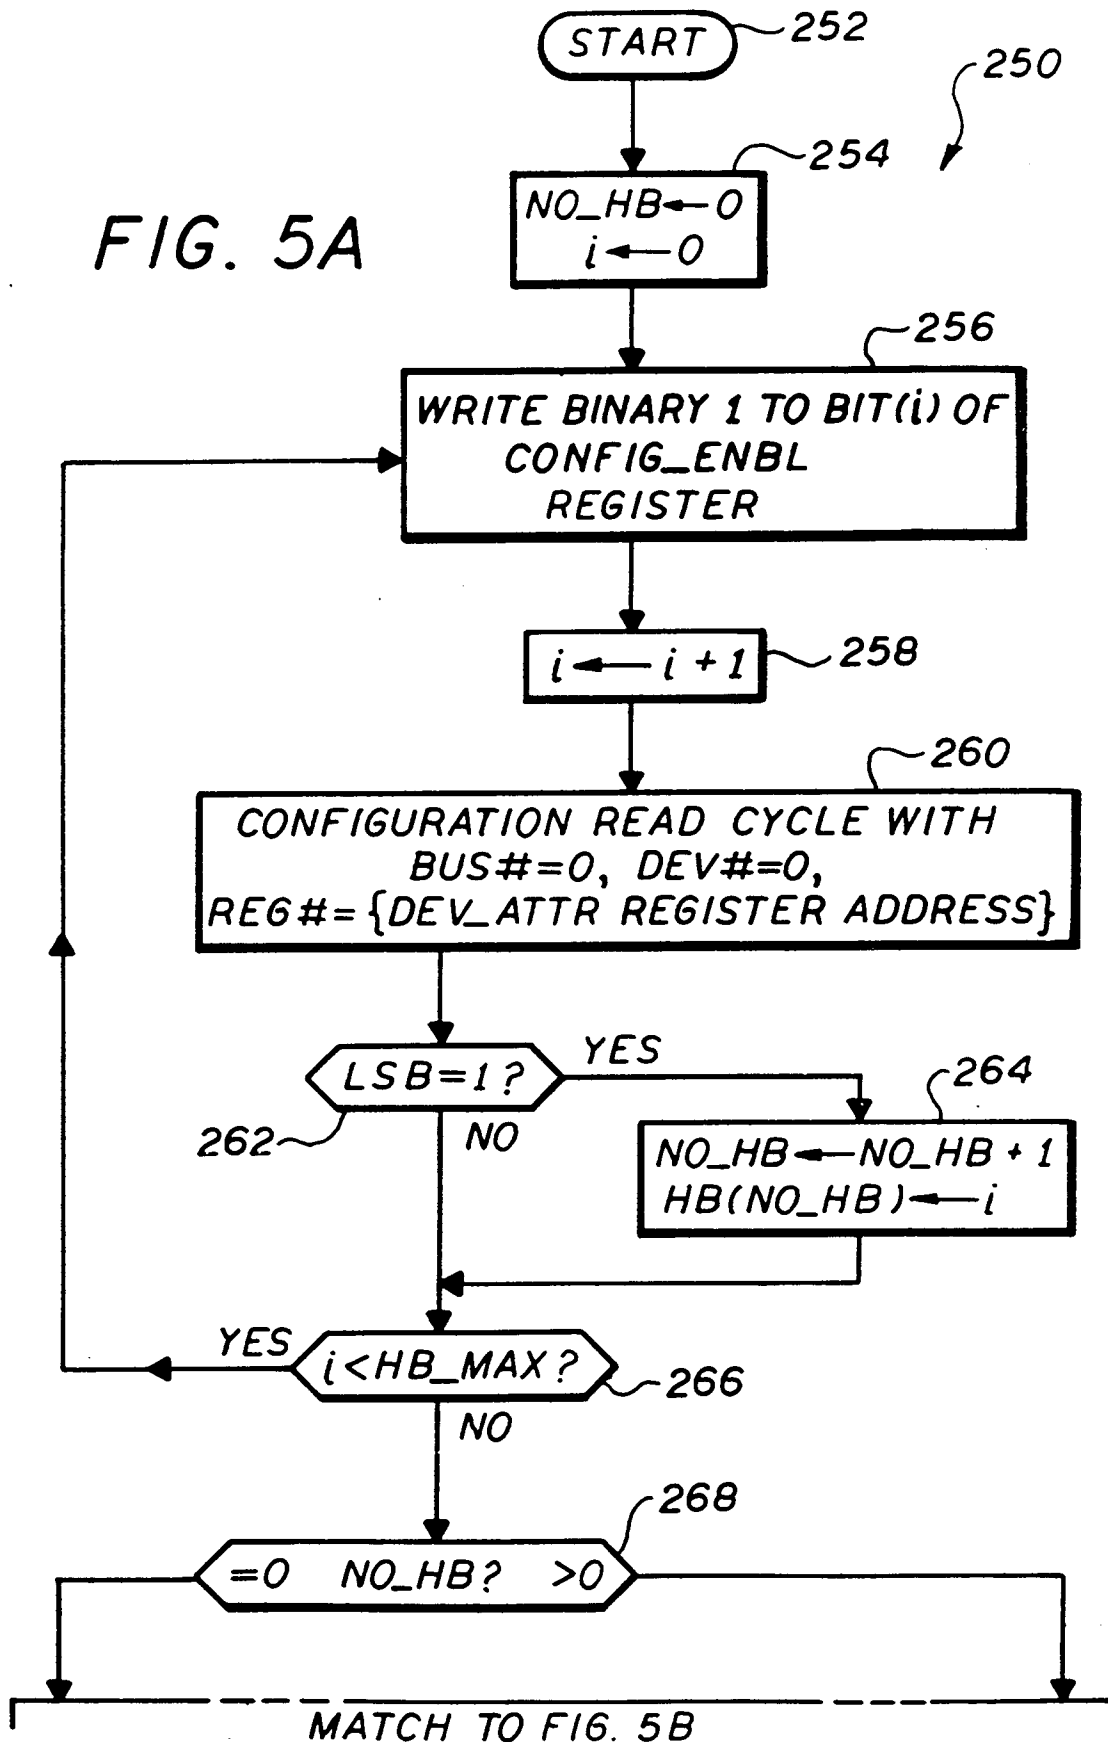 START
252
250
254
NO_HB←0
i←0
FIG. 5A
256
WRITE BINARY 1 TO BIT(i) OF
CONFIG_ENBL
REGISTER
i← i + 1
258
260
CONFIGURATION READ CYCLE WITH
BUS#=0, DEV#=0,
REG#={DEV_ATTR REGISTER ADDRESS}
LSB=1?
YES
262
NO
264
NO_HB←NO_HB + 1
HB(NO_HB)←i
YES
i<HB_MAX?
266
NO
268
=0 NO_HB? >0
MATCH TO FIG. 5B